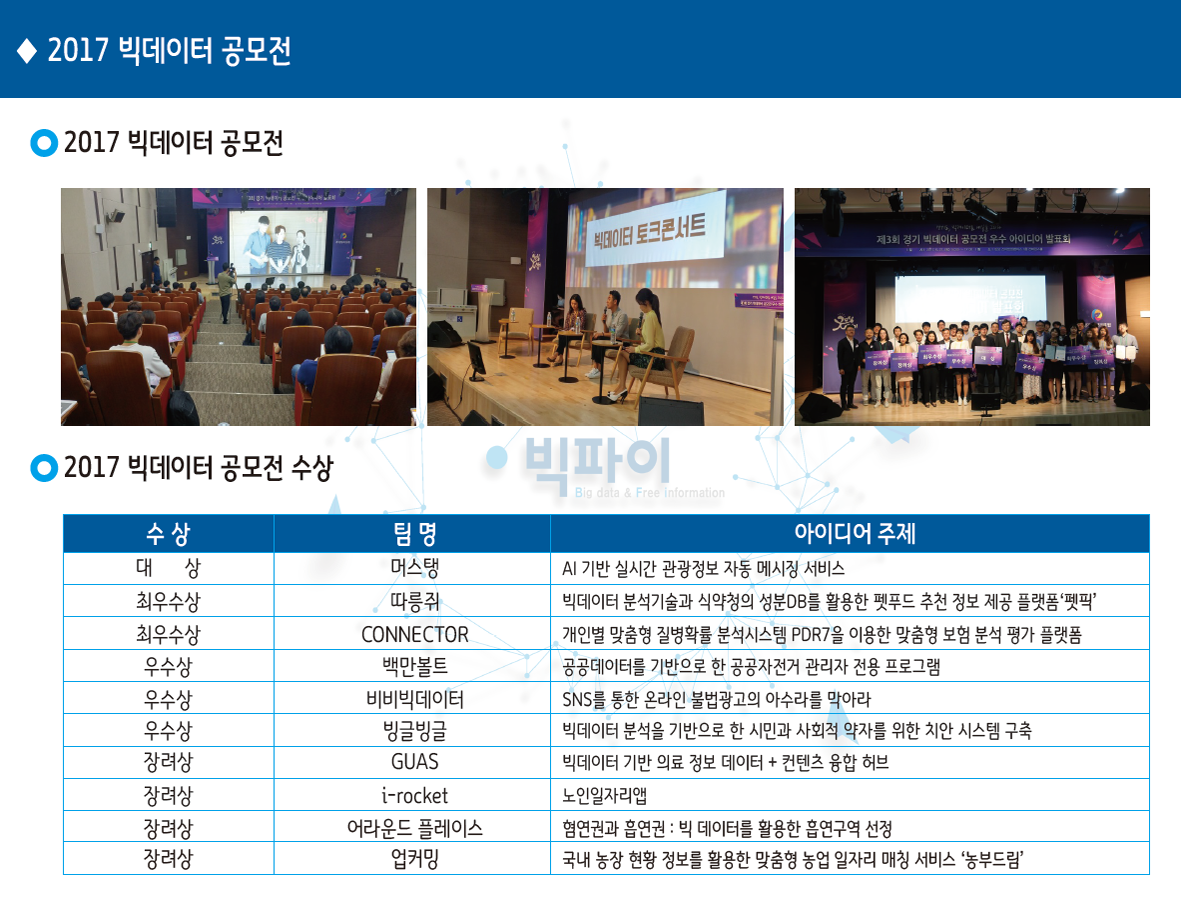 ◆ 2017 빅데이터 공모전
2017 빅데이터 공모전
빅데이터 토크콘서트
제3회 경기 빅데이터 공모전 우수 아이디어 발표회
최우수상
우수상
대 상
우수상
최우수상
장려상
2017 빅데이터 공모전 수상
빅파이
Big data & Free Information
수 상 팀 명 아이디어 주제
대 상 머스탱 AI 기반 실시간 관광정보 자동 메시징 서비스
최우수상 따릉쥐 빅데이터 분석기술과 식약청의 성분DB를 활용한 펫푸드 추천 정보 제공 플랫폼‘펫픽’
최우수상 CONNECTOR 개인별 맞춤형 질병확률 분석시스템 PDR7을 이용한 맞춤형 보험 분석 평가 플랫폼
우수상 백만볼트 공공데이터를 기반으로 한 공공자전거 관리자 전용 프로그램
우수상 비비빅데이터 SNS를 통한 온라인 불법광고의 아수라를 막아라
우수상 빙글빙글 빅데이터 분석을 기반으로 한 시민과 사회적 약자를 위한 치안 시스템 구축
장려상 GUAS 빅데이터 기반 의료 정보 데이터 + 컨텐츠 융합 허브
장려상 i-rocket 노인일자리앱
장려상 어라운드 플레이스 혐연권과 흡연권 : 빅 데이터를 활용한 흡연구역 선정
장려상 업커밍 국내 농장 현황 정보를 활용한 맞춤형 농업 일자리 매칭 서비스 ‘농부드림’